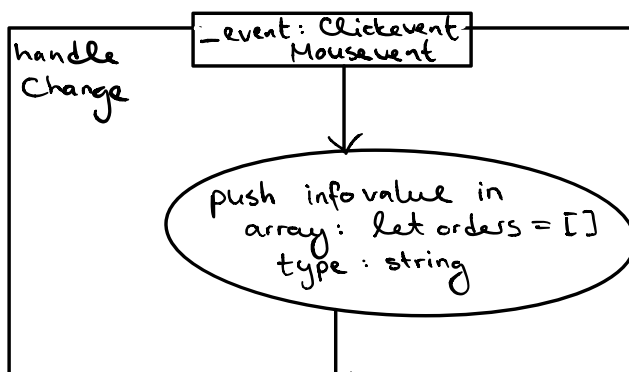 _event: Clickevent
Mousevent
handle
Change
push infovalue in
array: let orders = []
type: string